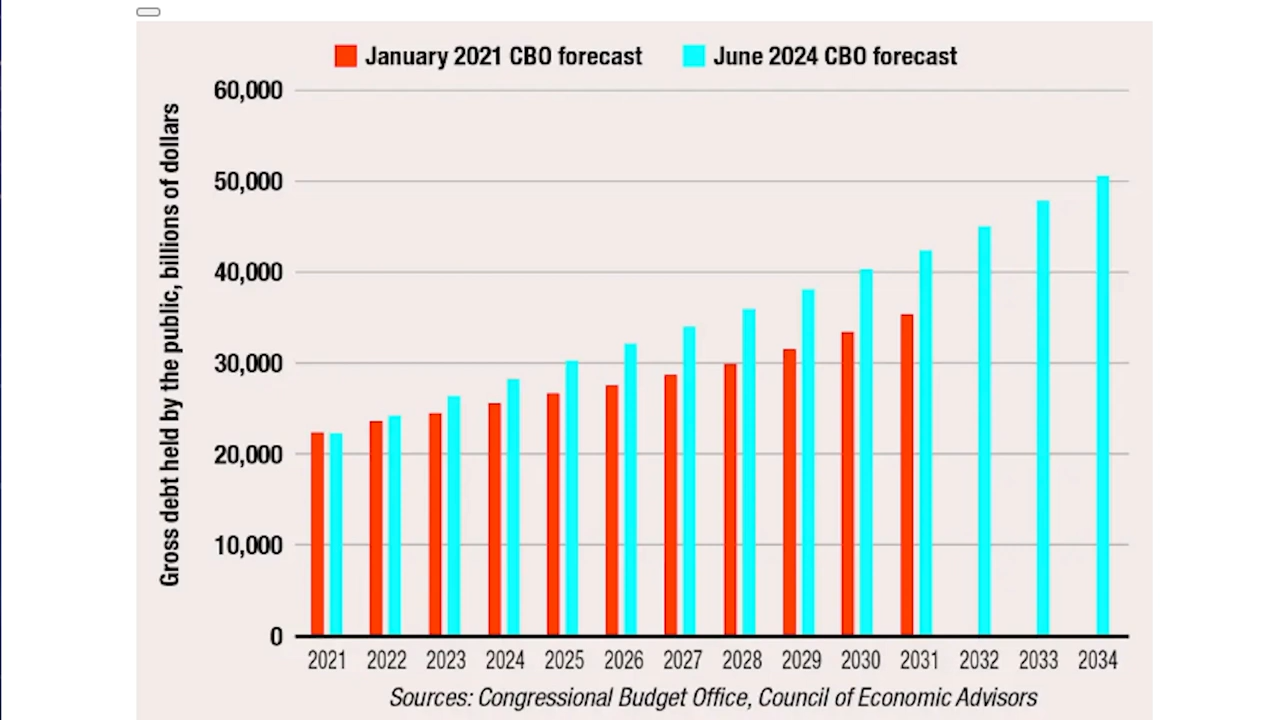 January 2021 CBO forecast June 2024 CBO forecast
Gross debt held by the public, billions of dollars
60,000
50,000
40,000
30,000
20,000
10,000
0
2021 2022 2023 2024 2025 2026 2027 2028 2029 2030 2031 2032 2033 2034
Sources: Congressional Budget Office, Council of Economic Advisors